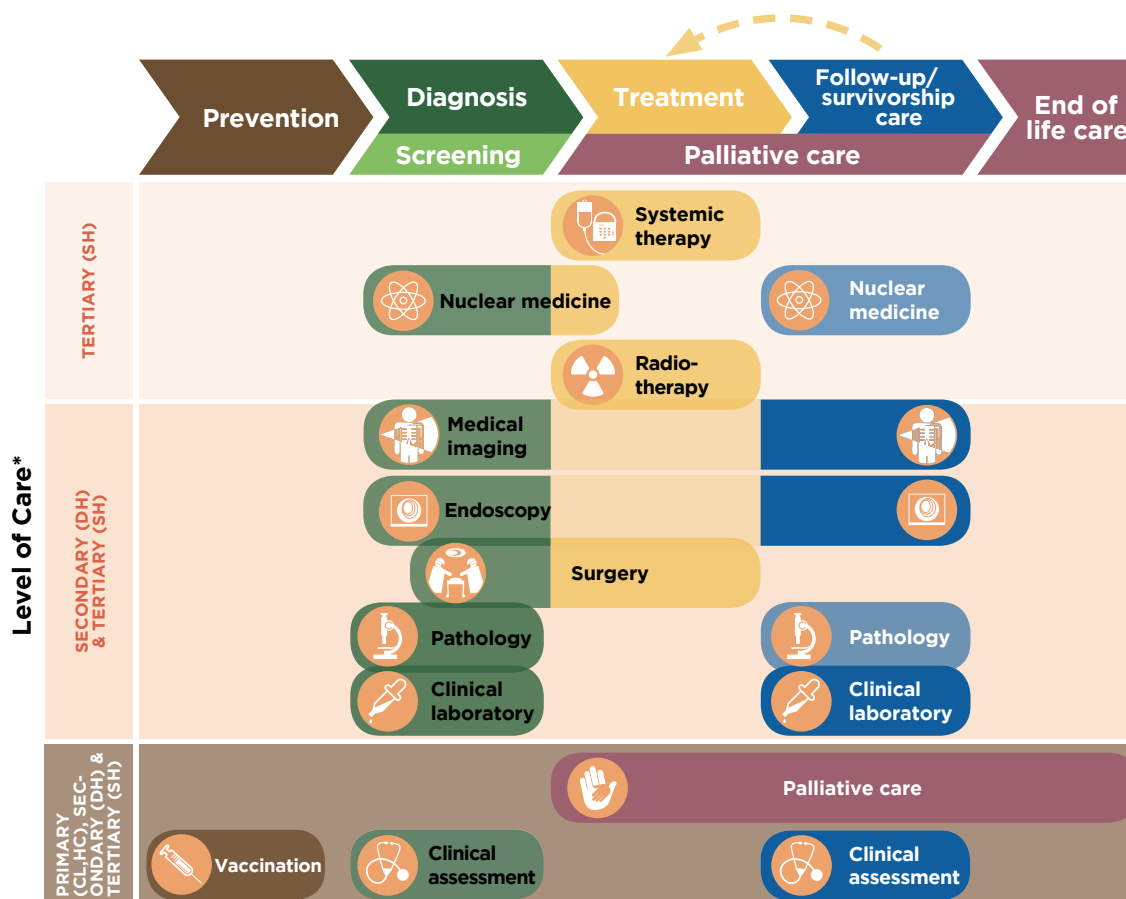 Prevention
Diagnosis
Screening
Treatment
Follow-up/
survivorship
care
Palliative care
End of
life care
Level of Care*
TERTIARY (SH)
Systemic
therapy
Nuclear medicine
Nuclear
medicine
Radio-
therapy
SECONDARY (DH)
& TERTIARY (SH)
Medical
imaging
Endoscopy
Surgery
Pathology
Pathology
Clinical
laboratory
Clinical
laboratory
PRIMARY
(CL,HC), SEC-
ONDARY (DH) &
TERTIARY (SH)
Palliative care
Vaccination
Clinical
assessment
Clinical
assessment